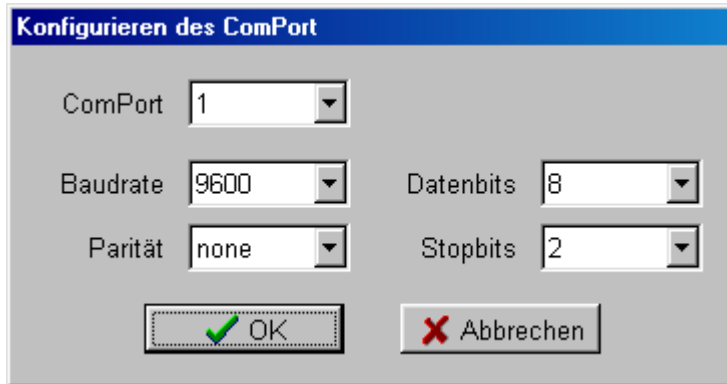 Konfigurieren des ComPort
ComPort 1
Baudrate 9600 Datenbits 8
Parität none Stopbits 2
OK Abbrechen